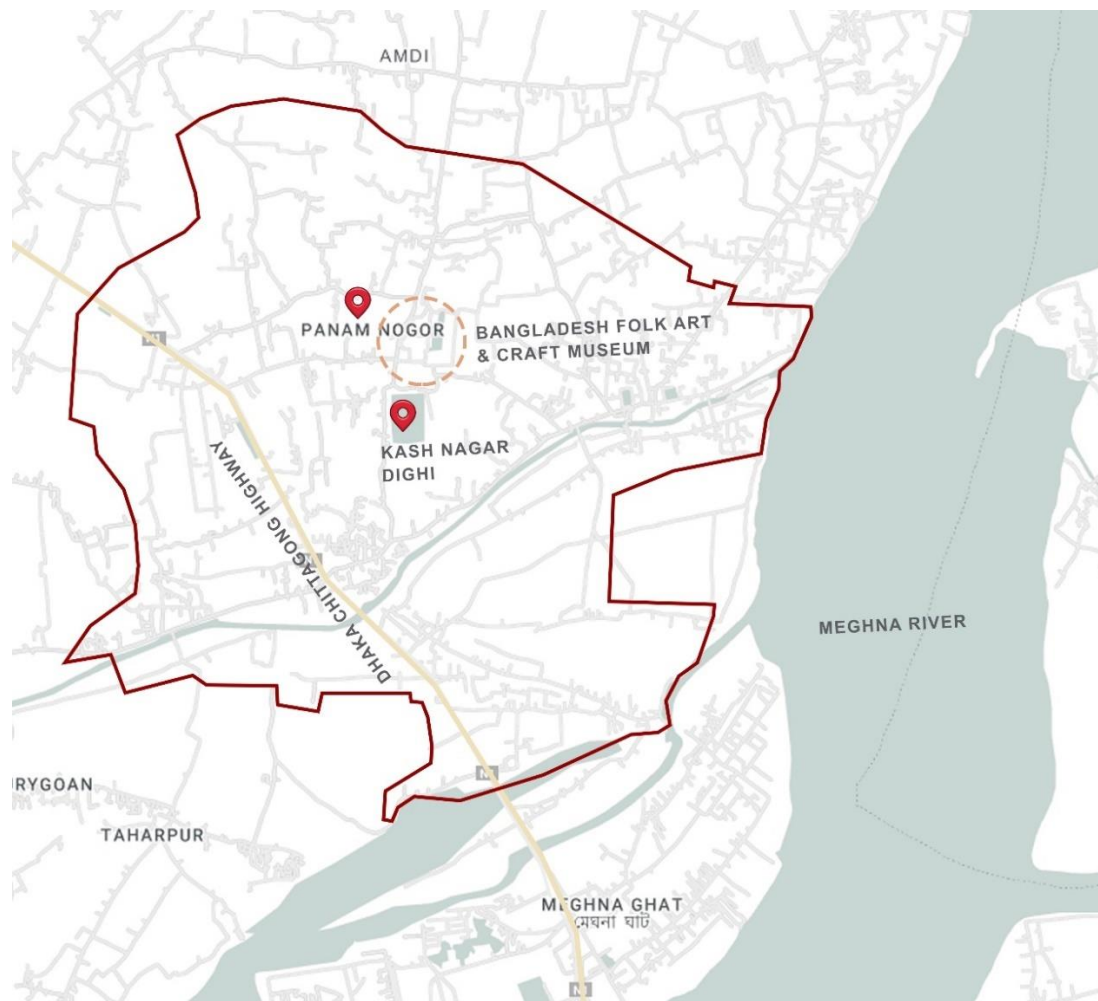 AMDI
N1
PANAM NOGOR
BANGLADESH FOLK ART
& CRAFT MUSEUM
KASH NAGAR
DIGHI
DHAKA CHITTAGONG HIGHWAY
MEGHNA RIVER
N1
RYGOAN
TAHARPUR
MEGHNA GHAT
মেঘনা ঘাট
N1